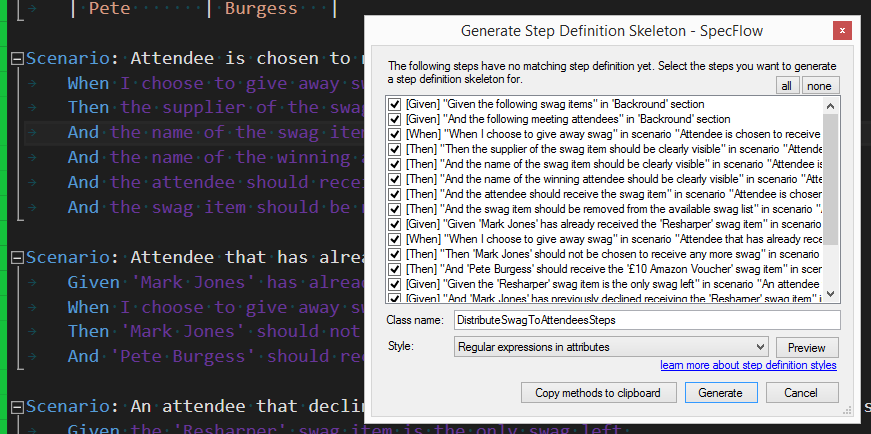 | Pete | Burgess |
Scenario: Attendee is chosen to
When I choose to give away
Then the supplier of the swag
And the name of the swag item
And the name of the winning
And the attendee should
And the swag item should be
Scenario: Attendee that has
Given 'Mark Jones' has
When I choose to give away
Then 'Mark Jones' should not
And 'Pete Burgess' should
Scenario: An attendee that
Given the 'Resharper' swag item is the only swag left
Generate Step Definition Skeleton - SpecFlow
x
The following steps have no matching step definition yet. Select the steps you want to generate
a step definition skeleton for.
all none
[Given] "Given the following swag items" in 'Backround' section
[Given] "And the following meeting attendees" in 'Backround' section
[When] "When I choose to give away swag" in scenario "Attendee is chosen to receive
[Then] "Then the supplier of the swag item should be clearly visible" in scenario "Attendee
[Then] "And the name of the swag item should be clearly visible" in scenario "Attendee
[Then] "And the name of the winning attendee should be clearly visible" in scenario
[Then] "And the attendee should receive the swag item" in scenario "Attendee is chosen
[Then] "And the swag item should be removed from the available swag list" in scenario
[Given] "Given 'Mark Jones' has already received the 'Resharper' swag item" in scenario
[When] "When I choose to give away swag" in scenario "Attendee that has already
[Then] "Then 'Mark Jones' should not be chosen to receive any more swag" in scenario
[Then] "And 'Pete Burgess' should receive the '£10 Amazon Voucher' swag item" in
[Given] "Given the 'Resharper' swag item is the only swag left" in scenario "An attendee
[Given] "And 'Mark Jones' has previously declined receiving the 'Resharper' swag item"
Class name: DistributeSwagToAttendeesSteps
Style: Regular expressions in attributes Preview
learn more about step definition styles
Copy methods to clipboard Generate Cancel